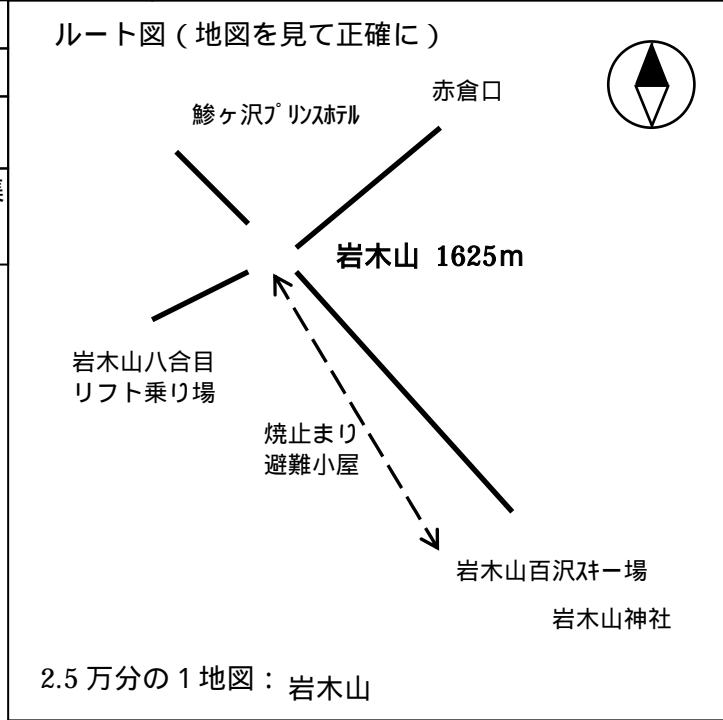 ルート図（地図を見て正確に）
赤倉口
鯵ヶ沢ﾌﾟﾘﾝｽﾎﾃﾙ
岩木山 1625m
岩木山八合目
リフト乗り場
焼止まり
避難小屋
岩木山百沢ｽｷｰ場
岩木山神社
2.5 万分の１地図： 岩木山